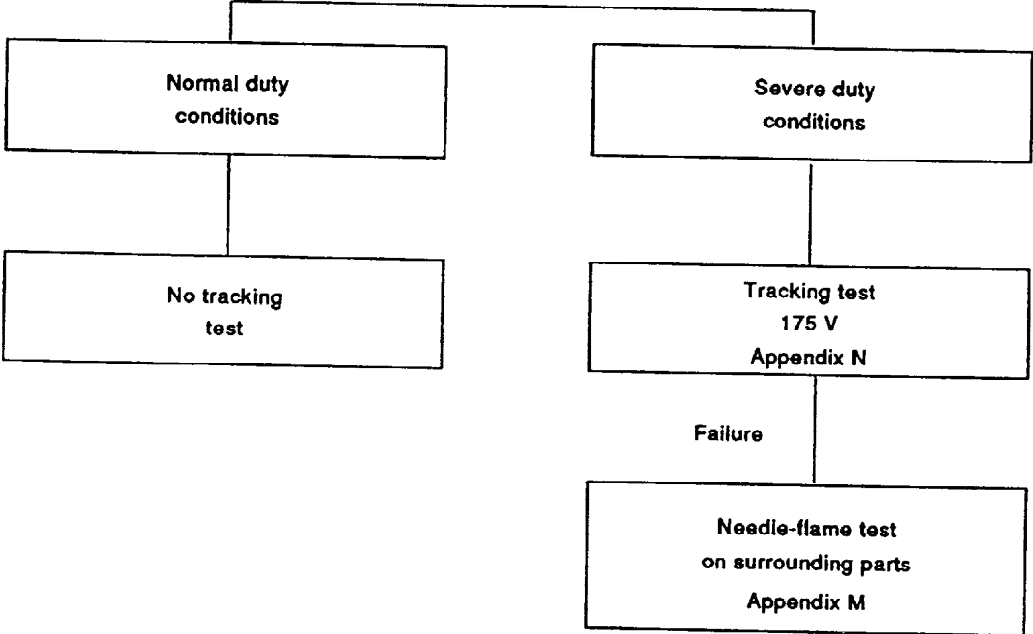 Normal duty
conditions
Severe duty
conditions
No tracking
test
Tracking test
175 V
Appendix N
Failure
Needle-flame test
on surrounding parts
Appendix M